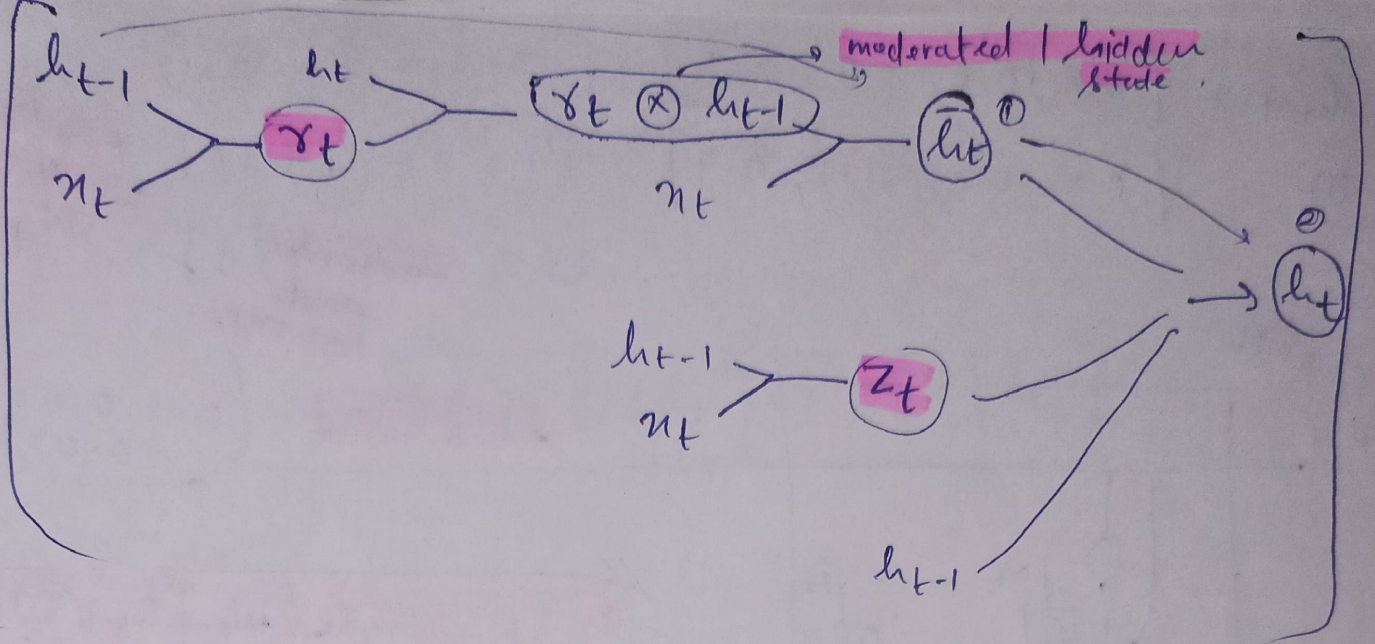 h_{t-1}
h_t
moderated | hidden
state.
r_t
r_t ⊗ h_{t-1}
h̄_t ①
x_t
x_t
②
h_t
h_{t-1}
z_t
x_t
h_{t-1}